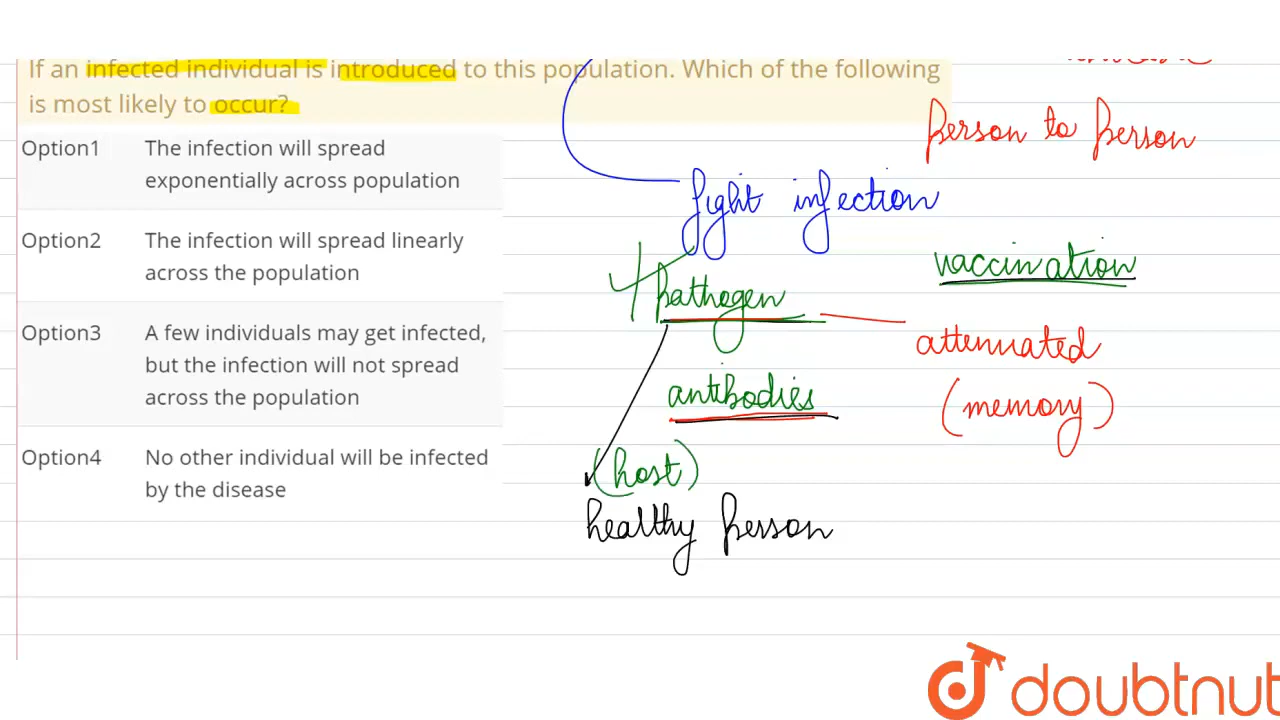 If an infected individual is introduced to this population. Which of the following
is most likely to occur?
Option1 The infection will spread
exponentially across population
Option2 The infection will spread linearly
across the population
Option3 A few individuals may get infected,
but the infection will not spread
across the population
Option4 No other individual will be infected
by the disease
person to person
fight infection
vaccination
pathogen
attenuated
antibodies
(memory)
(host)
healthy person
doubtnut